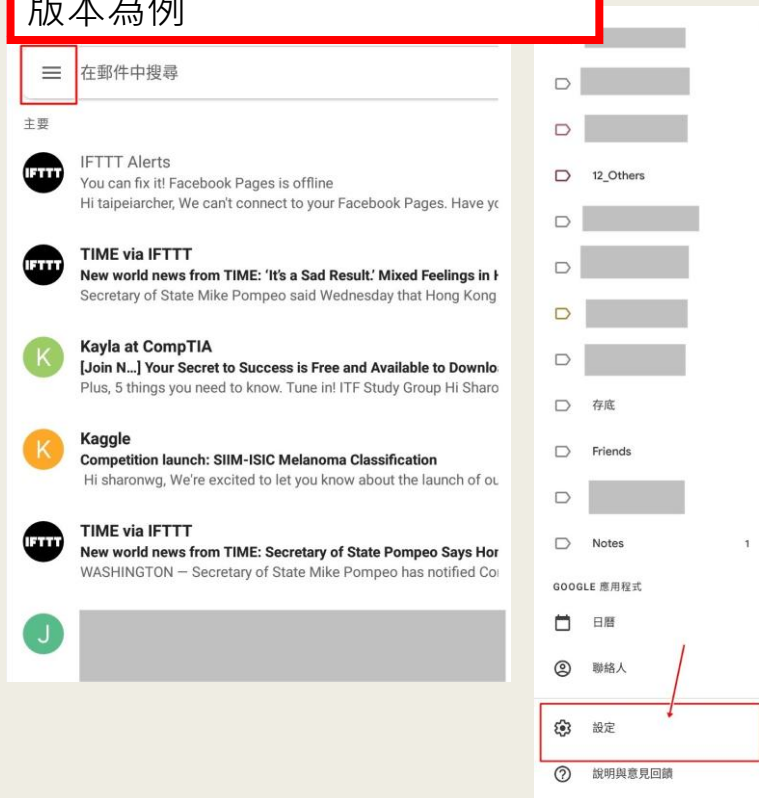 版本為例
在郵件中搜尋
主要
IFTTT
IFTTT Alerts
You can fix it! Facebook Pages is offline
Hi taipeiarcher, We can't connect to your Facebook Pages. Have yo
IFTTT
TIME via IFTTT
New world news from TIME: ‘It's a Sad Result.’ Mixed Feelings in H
Secretary of State Mike Pompeo said Wednesday that Hong Kong
K
Kayla at CompTIA
[Join N...] Your Secret to Success is Free and Available to Downlo
Plus, 5 things you need to know. Tune in! ITF Study Group Hi Sharo
K
Kaggle
Competition launch: SIIM-ISIC Melanoma Classification
Hi sharonwg, We're excited to let you know about the launch of ou
IFTTT
TIME via IFTTT
New world news from TIME: Secretary of State Pompeo Says Hon
WASHINGTON — Secretary of State Mike Pompeo has notified Con
J
12_Others
存底
Friends
Notes 1
GOOGLE 應用程式
日曆
聯絡人
設定
說明與意見回饋